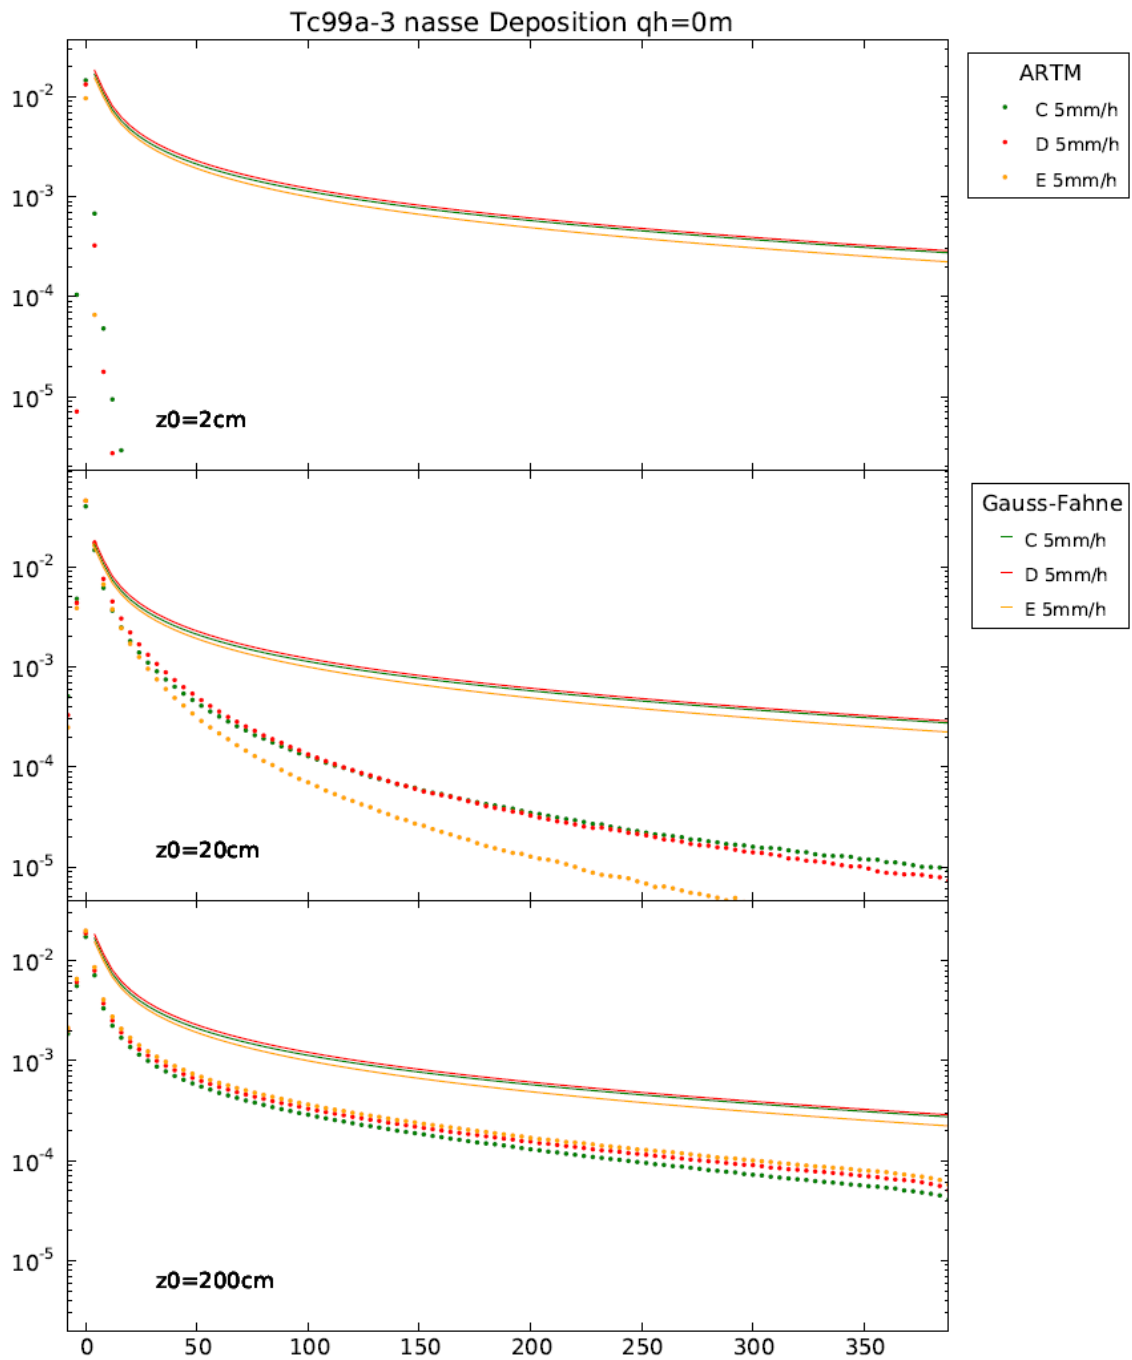 Tc99a-3 nasse Deposition qh=0m
10^-2
10^-3
10^-4
10^-5
z0=2cm
ARTM
C 5mm/h
D 5mm/h
E 5mm/h
10^-2
10^-3
10^-4
10^-5
z0=20cm
Gauss-Fahne
C 5mm/h
D 5mm/h
E 5mm/h
10^-2
10^-3
10^-4
10^-5
z0=200cm
0 50 100 150 200 250 300 350